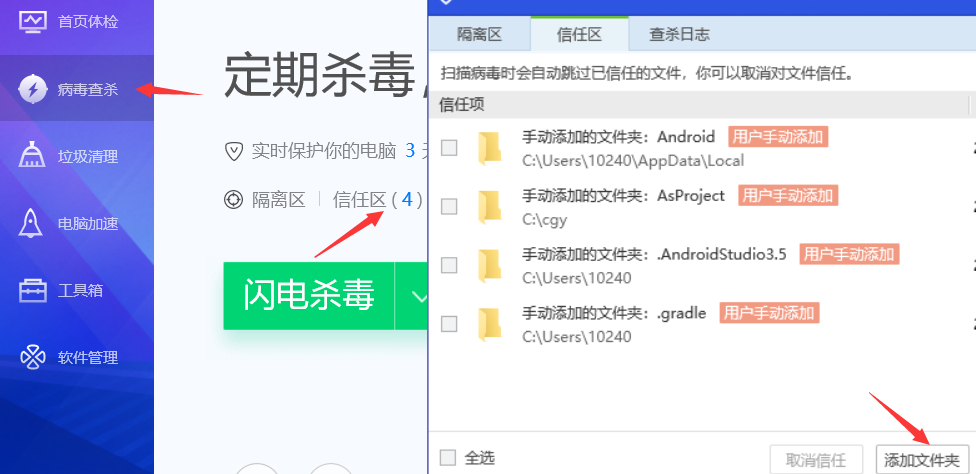 首页体检
病毒查杀
垃圾清理
电脑加速
工具箱
软件管理
定期杀毒
实时保护你的电脑 3
隔离区 信任区 ( 4 )
闪电杀毒
隔离区 信任区 查杀日志
扫描病毒时会自动跳过已信任的文件，你可以取消对文件信任。
信任项
手动添加的文件夹：Android 用户手动添加
C:\Users\10240\AppData\Local
手动添加的文件夹：AsProject 用户手动添加
C:\cgy
手动添加的文件夹：.AndroidStudio3.5 用户手动添加
C:\Users\10240
手动添加的文件夹：.gradle 用户手动添加
C:\Users\10240
全选 取消信任 添加文件夹